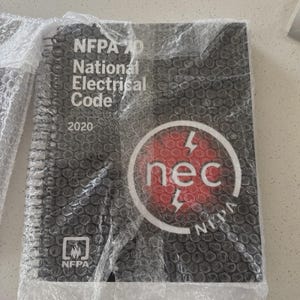 NFPA 70
National
Electrical
Code
2020
nec
NFPA
NFPA